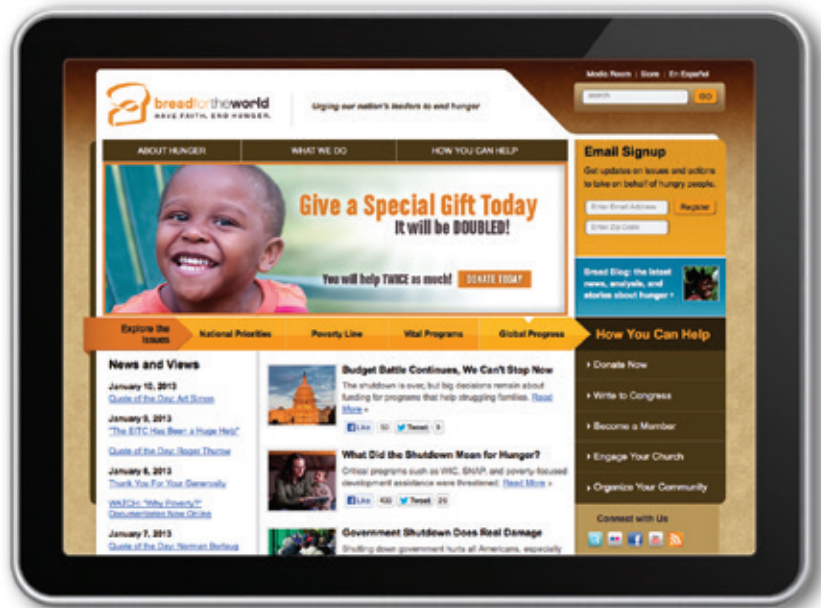 Media Room | Store | En Español
breadfortheworld
HAVE FAITH. END HUNGER.
Urging our nation's leaders to end hunger
search
GO
ABOUT HUNGER
WHAT WE DO
HOW YOU CAN HELP
Give a Special Gift Today
It will be DOUBLED!
You will help TWICE as much!
DONATE TODAY
Email Signup
Get updates on issues and actions
to take on behalf of hungry people.
Enter Email Address
Register
Enter Zip Code
Bread Blog: the latest
news, analysis, and
stories about hunger
Explore the
Issues
National Priorities
Poverty Line
Vital Programs
Global Progress
How You Can Help
Donate Now
Write to Congress
Become a Member
Engage Your Church
Organize Your Community
Connect with Us
News and Views
January 10, 2013
Quote of the Day: Art Simon
January 9, 2013
"The EITC Has Been a Huge Help"
Quote of the Day: Roger Thurow
January 8, 2013
Thank You For Your Generosity
WATCH: "Why Poverty?"
Documentaries Now Online
January 7, 2013
Quote of the Day: Norman Borlaug
Budget Battle Continues, We Can't Stop Now
The shutdown is over, but big decisions remain about
funding for programs that help struggling families. Read
More »
Like 50 Tweet 9
What Did the Shutdown Mean for Hunger?
Critical programs such as WIC, SNAP, and poverty-focused
development assistance were threatened. Read More »
Like Tweet 26
Government Shutdown Does Real Damage
Shutting down government hurts all Americans, especially